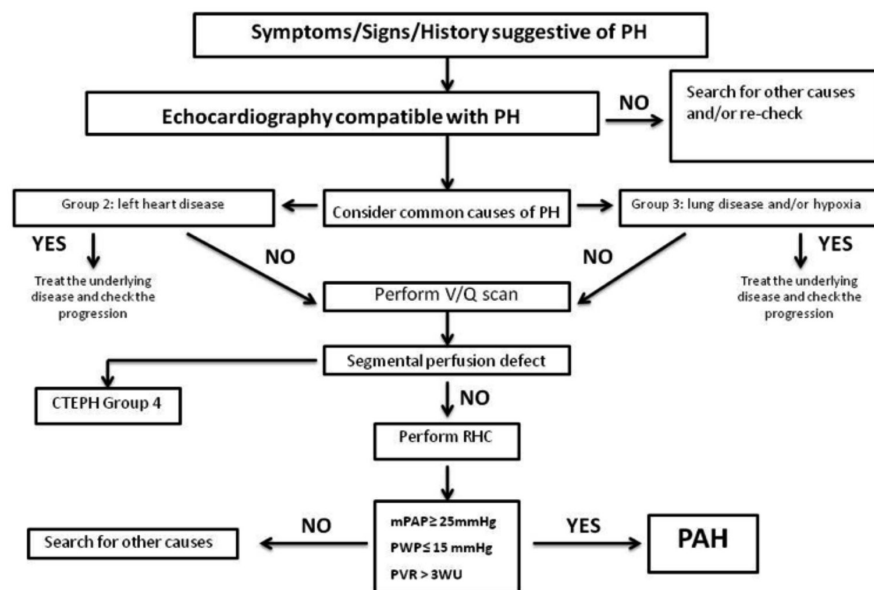 Symptoms/Signs/History suggestive of PH
Echocardiography compatible with PH
NO
Search for other causes
and/or re-check
Group 2: left heart disease
Consider common causes of PH
Group 3: lung disease and/or hypoxia
YES
NO
NO
YES
Treat the underlying
disease and check the
progression
Perform V/Q scan
Treat the underlying
disease and check the
progression
Segmental perfusion defect
CTEPH Group 4
NO
Perform RHC
mPAP≥ 25mmHg
PWP≤ 15 mmHg
PVR > 3WU
NO
Search for other causes
YES
PAH